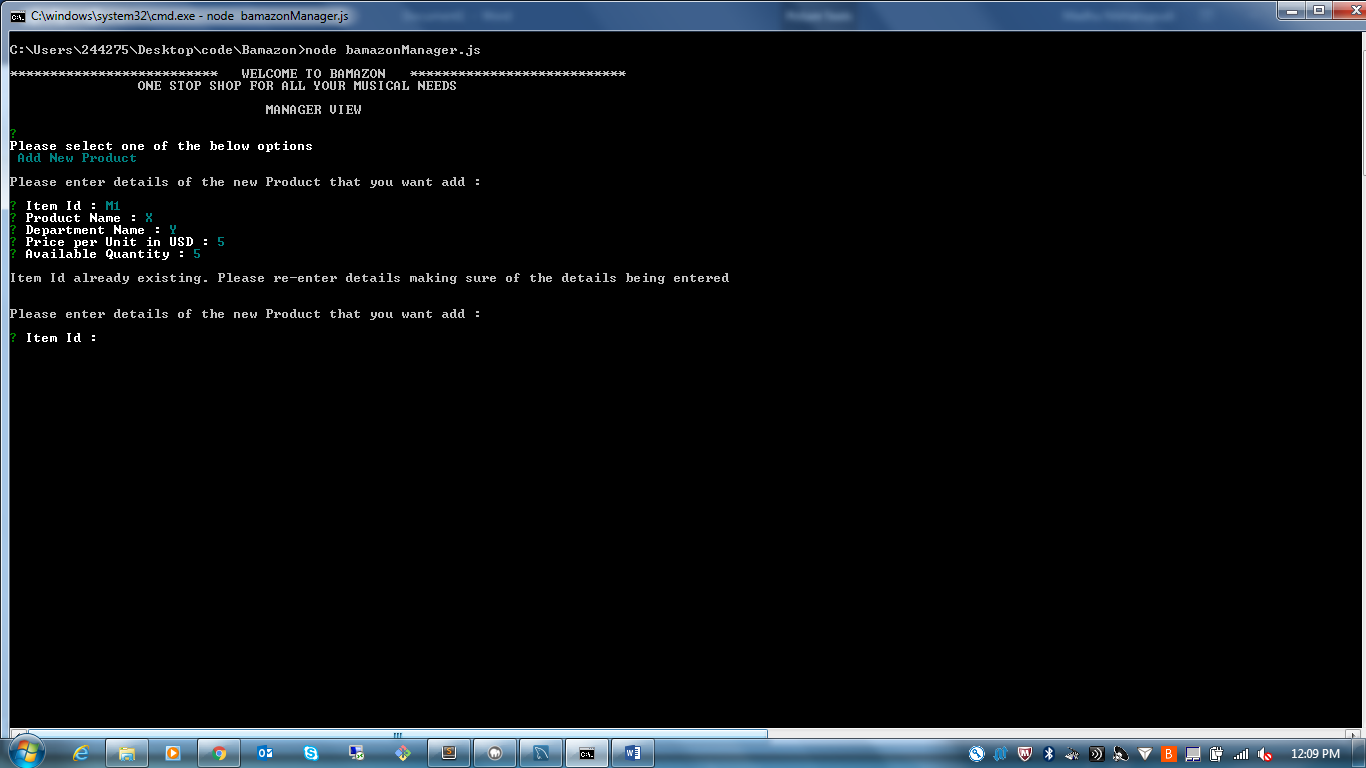 C:\windows\system32\cmd.exe - node  bamazonManager.js
C:\Users\244275\Desktop\code\Bamazon>node  bamazonManager.js
************************** WELCOME TO BAMAZON ***************************
ONE STOP SHOP FOR ALL YOUR MUSICAL NEEDS
MANAGER VIEW
?
Please select one of the below options
Add New Product
Please enter details of the new Product that you want add :
? Item Id : M1
? Product Name : X
? Department Name : Y
? Price per Unit in USD : 5
? Available Quantity : 5
Item Id already existing. Please re-enter details making sure of the details being entered
Please enter details of the new Product that you want add :
? Item Id :
12:09 PM